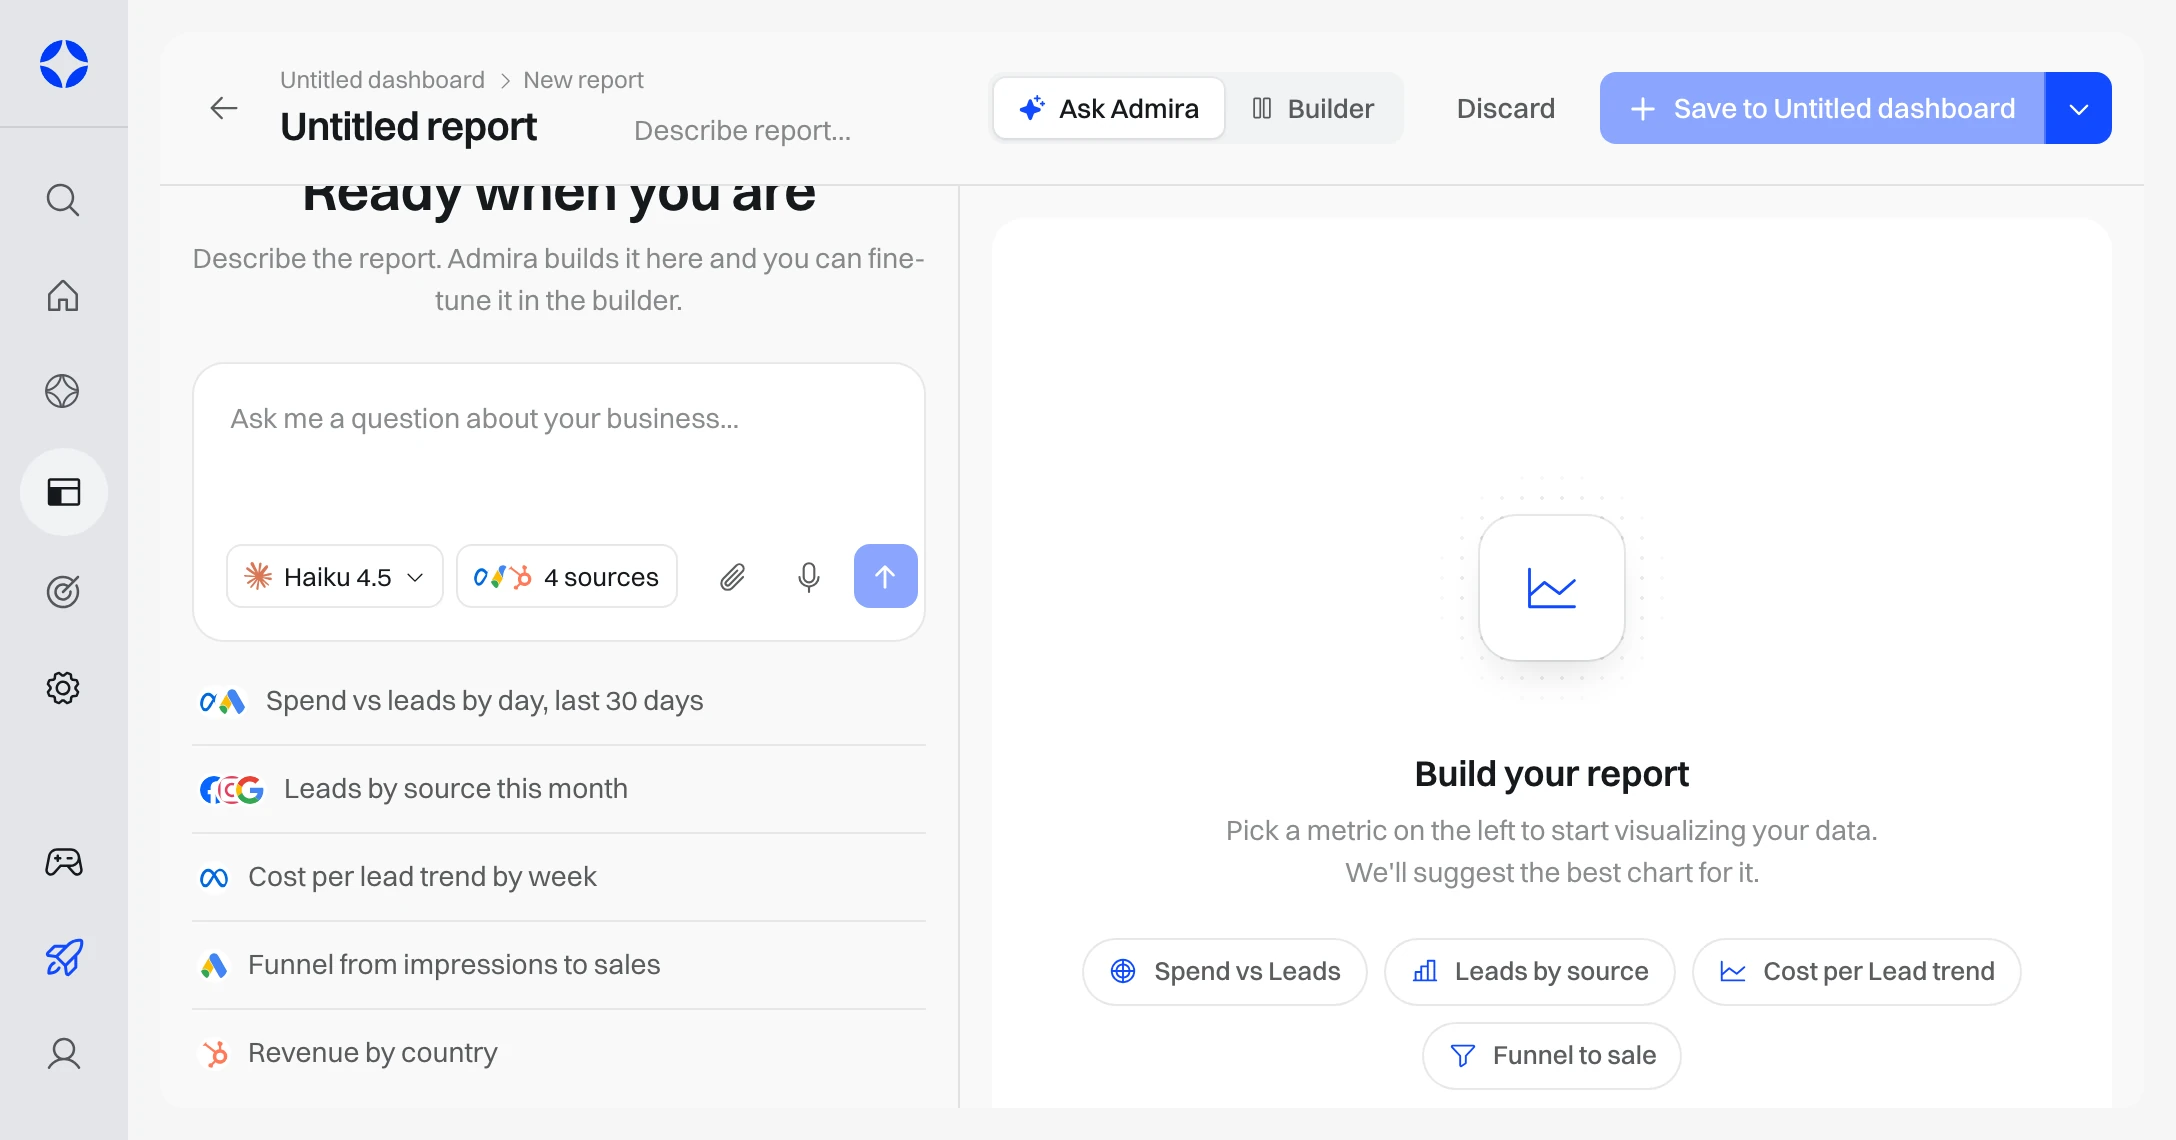 Untitled dashboard > New report
Untitled report
Describe report...
Ask Admira
Builder
Discard
Save to Untitled dashboard
Ready when you are
Describe the report. Admira builds it here and you can fine-
tune it in the builder.
Ask me a question about your business...
Haiku 4.5
4 sources
Spend vs leads by day, last 30 days
Leads by source this month
Cost per lead trend by week
Funnel from impressions to sales
Revenue by country
Build your report
Pick a metric on the left to start visualizing your data.
We'll suggest the best chart for it.
Spend vs Leads
Leads by source
Cost per Lead trend
Funnel to sale